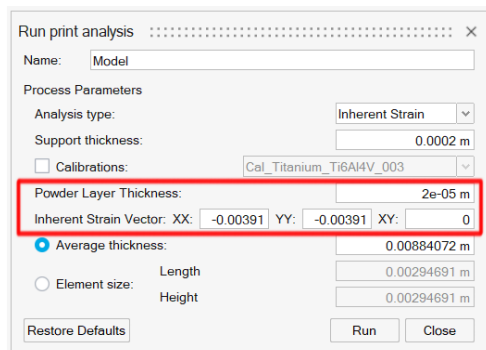 Run print analysis
Name: Model
Process Parameters
Analysis type: Inherent Strain
Support thickness: 0.0002 m
Calibrations: Cal_Titanium_Ti6Al4V_003
Powder Layer Thickness: 2e-05 m
Inherent Strain Vector: XX: -0.00391 YY: -0.00391 XY: 0
Average thickness: 0.00884072 m
Length 0.00294691 m
Element size:
Height 0.00294691 m
Restore Defaults Run Close